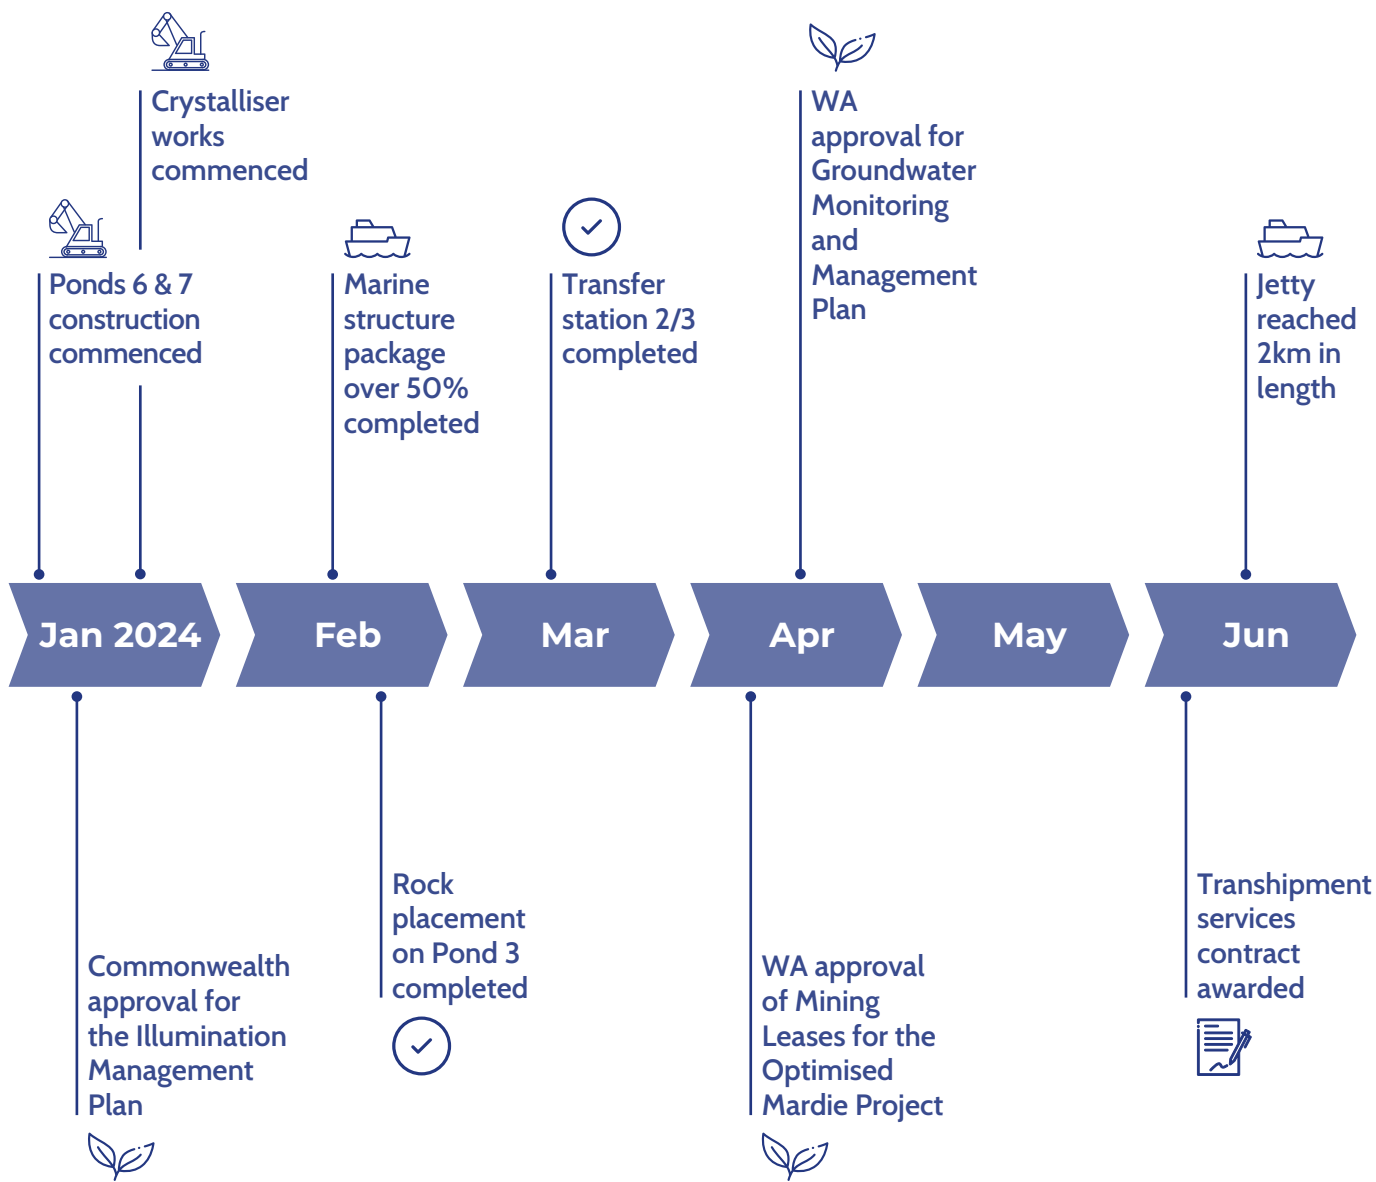 Crystalliser
works
commenced
Ponds 6 & 7
construction
commenced
Marine
structure
package
over 50%
completed
Transfer
station 2/3
completed
WA
approval for
Groundwater
Monitoring
and
Management
Plan
Jetty
reached
2km in
length
Jan 2024
Feb
Mar
Apr
May
Jun
Commonwealth
approval for
the Illumination
Management
Plan
Rock
placement
on Pond 3
completed
WA approval
of Mining
Leases for the
Optimised
Mardie Project
Transhipment
services
contract
awarded